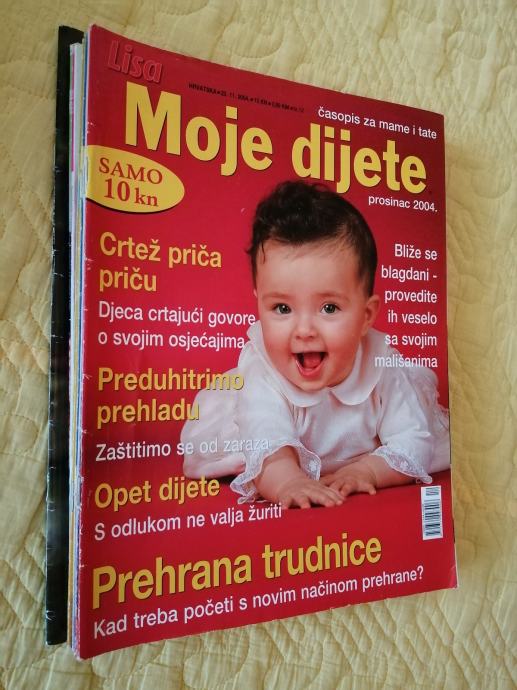 Lisa
časopis za mame i tate
Moje dijete
prosinac 2004.
SAMO
10 kn
Crtež priča
priču
Djeca crtajući govore
o svojim osjećajima
Bliže se
blagdani -
provedite
ih veselo
sa svojim
mališanima
Preduhitrimo
prehladu
Zaštitimo se od zaraza
Opet dijete
S odlukom ne valja žuriti
Prehrana trudnice
Kad treba početi s novim načinom prehrane?